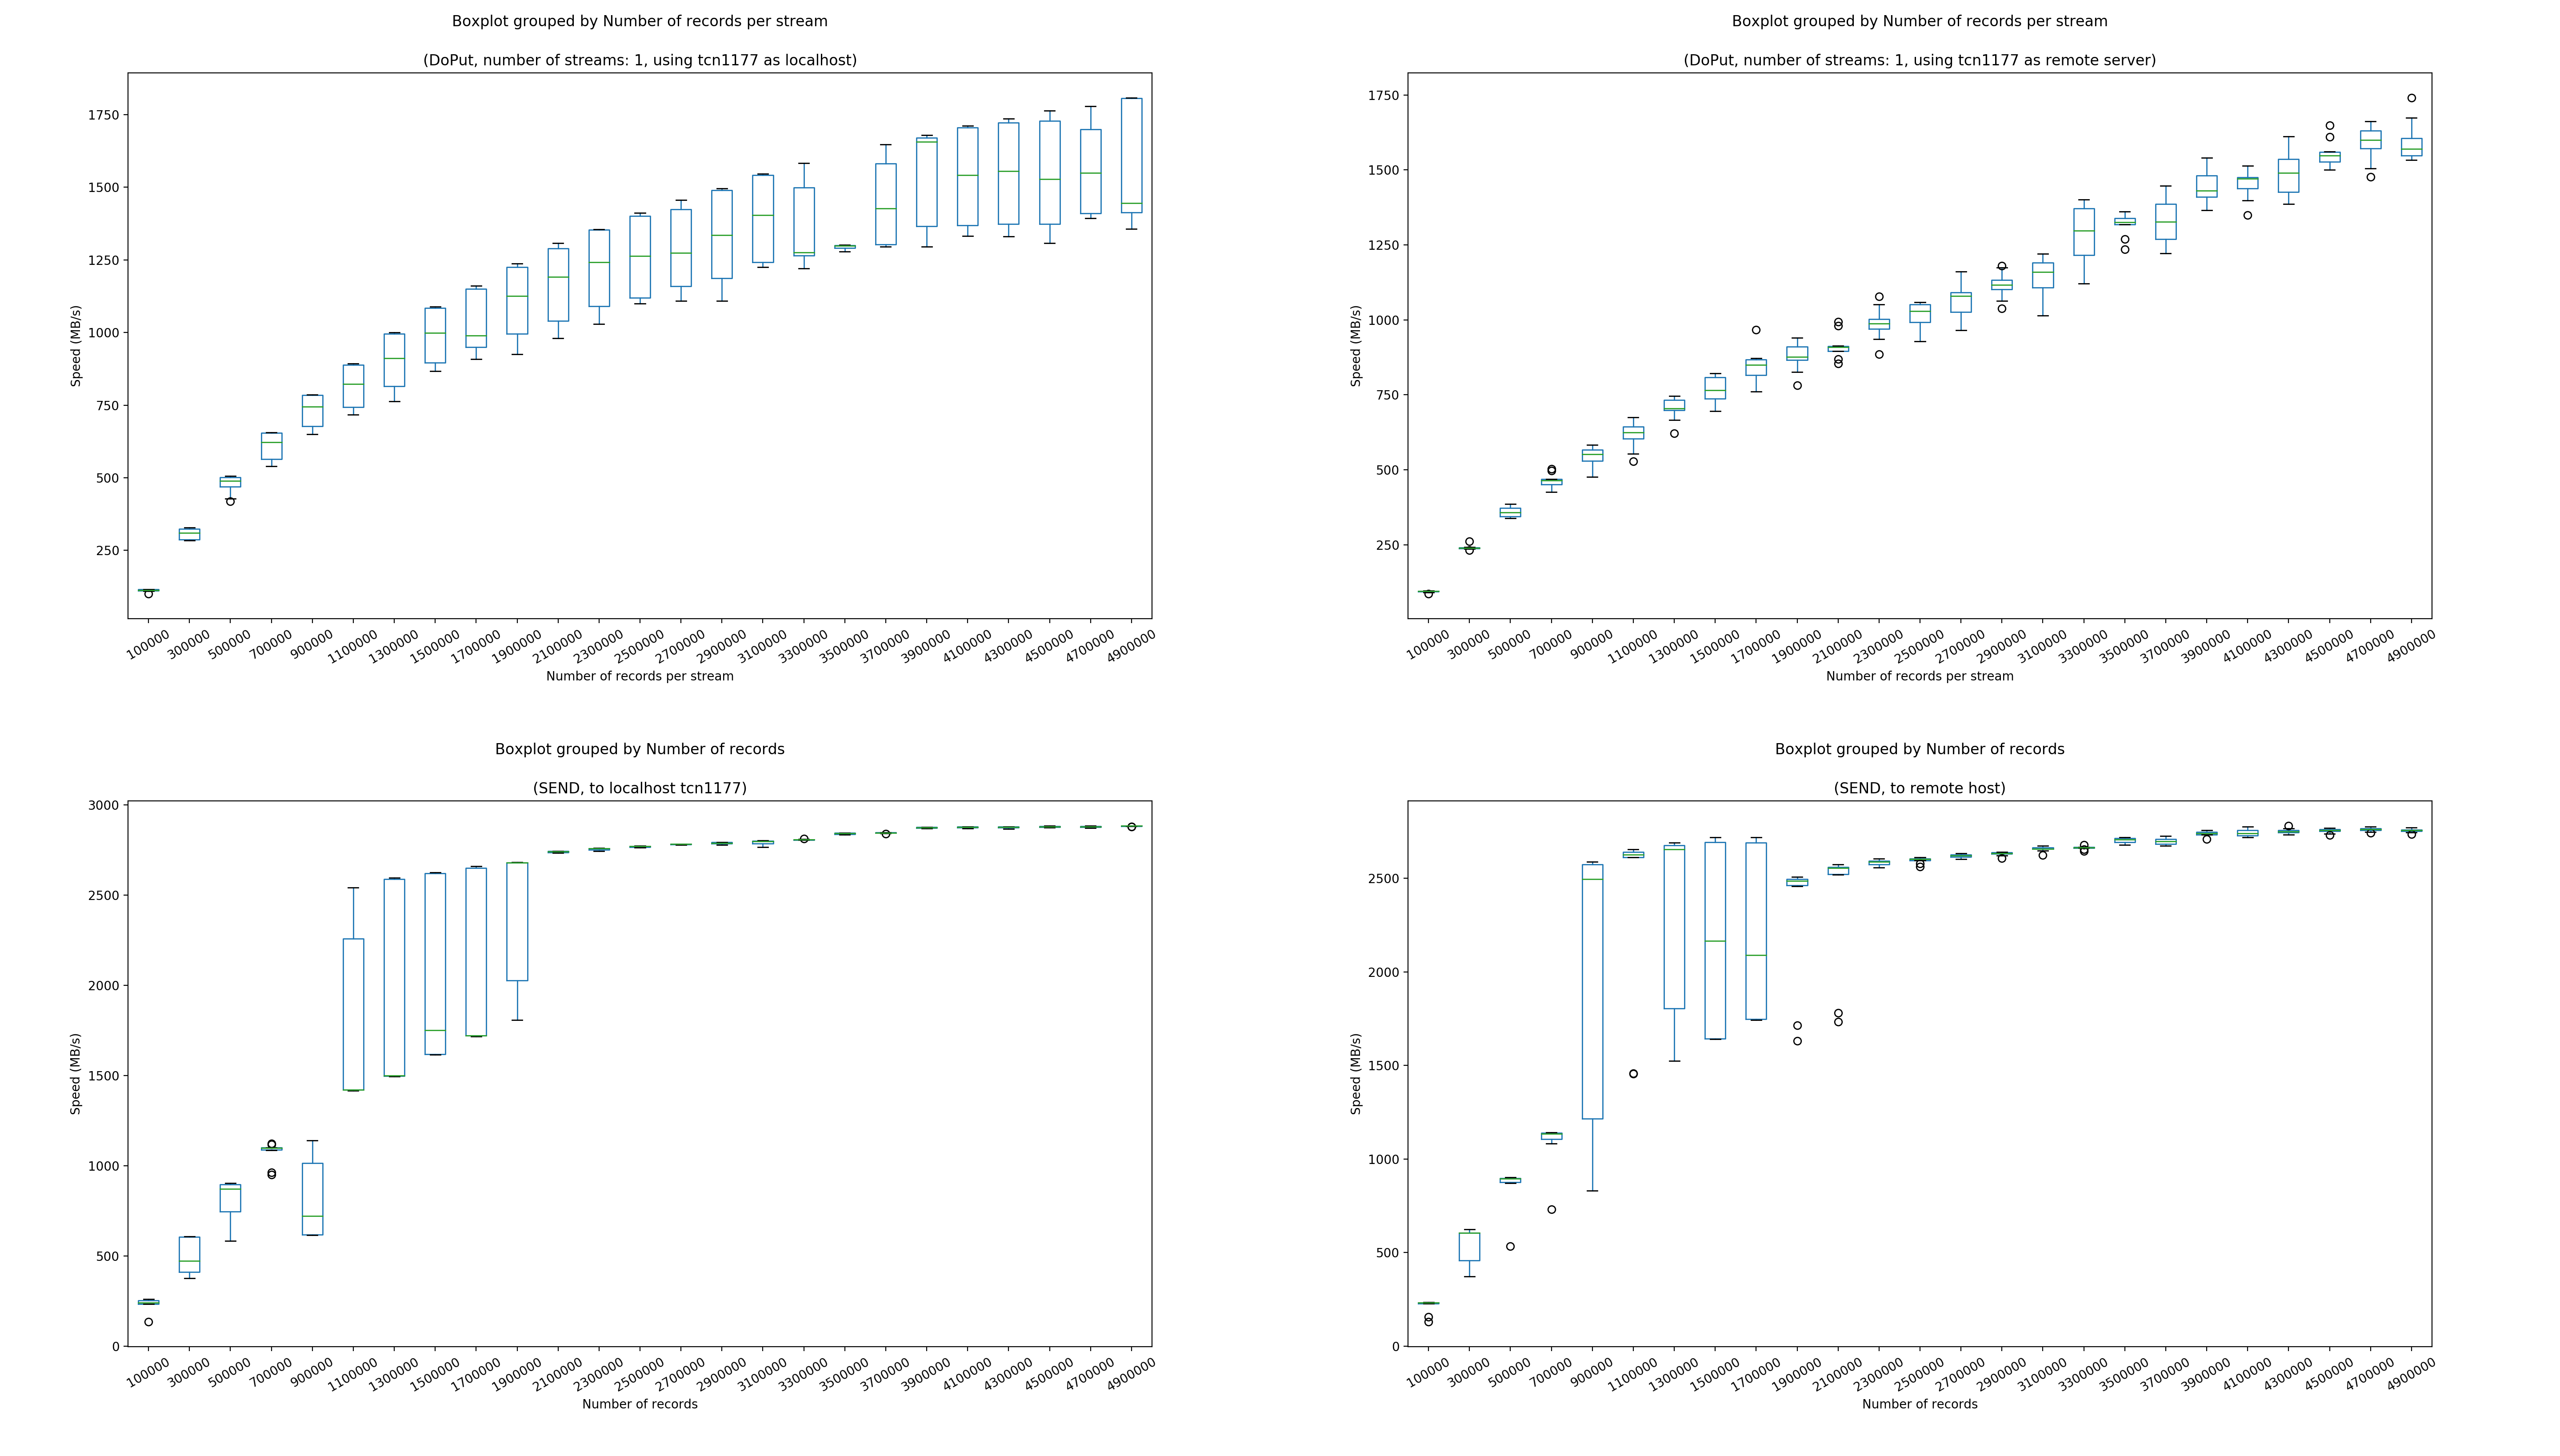 Boxplot grouped by Number of records per stream
(DoPut, number of streams: 1, using tcn1177 as localhost)
1750
1500
1250
1000
750
500
250
Speed (MB/s)
100000 300000 500000 700000 900000 1100000 1300000 1500000 1700000 1900000 2100000 2300000 2500000 2700000 2900000 3100000 3300000 3500000 3700000 3900000 4100000 4300000 4500000 4700000 4900000
Number of records per stream
Boxplot grouped by Number of records per stream
(DoPut, number of streams: 1, using tcn1177 as remote server)
1750
1500
1250
1000
750
500
250
Speed (MB/s)
100000 300000 500000 700000 900000 1100000 1300000 1500000 1700000 1900000 2100000 2300000 2500000 2700000 2900000 3100000 3300000 3500000 3700000 3900000 4100000 4300000 4500000 4700000 4900000
Number of records per stream
Boxplot grouped by Number of records
(SEND, to localhost tcn1177)
3000
2500
2000
1500
1000
500
0
Speed (MB/s)
100000 300000 500000 700000 900000 1100000 1300000 1500000 1700000 1900000 2100000 2300000 2500000 2700000 2900000 3100000 3300000 3500000 3700000 3900000 4100000 4300000 4500000 4700000 4900000
Number of records
Boxplot grouped by Number of records
(SEND, to remote host)
2500
2000
1500
1000
500
0
Speed (MB/s)
100000 300000 500000 700000 900000 1100000 1300000 1500000 1700000 1900000 2100000 2300000 2500000 2700000 2900000 3100000 3300000 3500000 3700000 3900000 4100000 4300000 4500000 4700000 4900000
Number of records